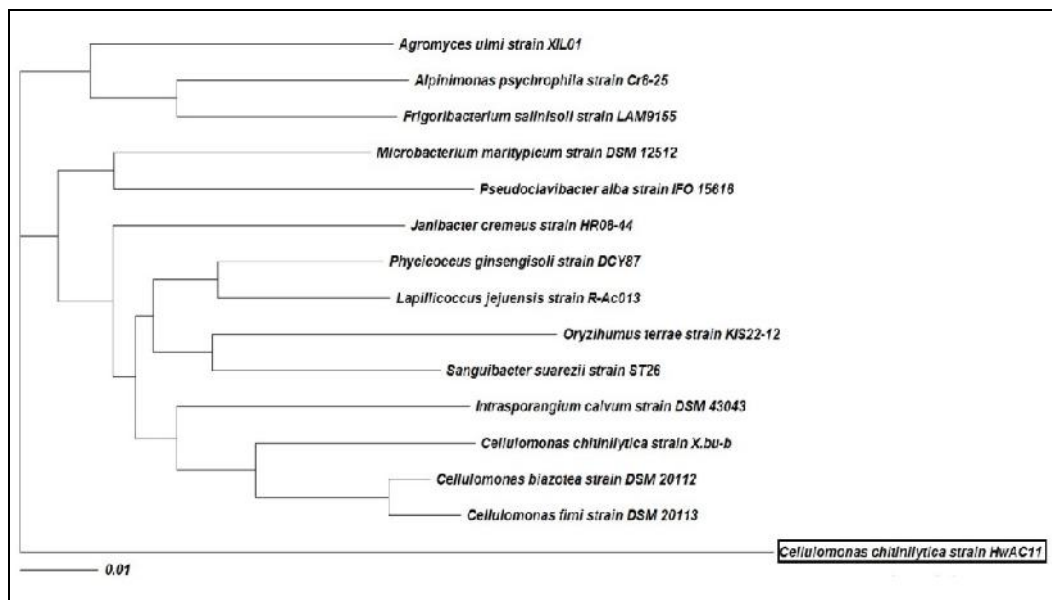 Agromyces ulmi strain XIL01
Alpinimonas psychrophila strain Cr8-25
Frigoribacterium salinisoli strain LAM9155
Microbacterium maritypicum strain DSM 12512
Pseudoclavibacter alba strain IFO 15616
Janibacter cremeus strain HR08-44
Phycicoccus ginsengisoli strain DCY87
Lapillicoccus jejuensis strain R-Ac013
Oryzihumus terrae strain KIS22-12
Sanguibacter suarezii strain ST26
Intrasporangium calvum strain DSM 43043
Cellulomonas chitinilytica strain X.bu-b
Cellulomones biazotea strain DSM 20112
Cellulomonas fimi strain DSM 20113
Cellulomonas chitinilytica strain HwAC11
0.01